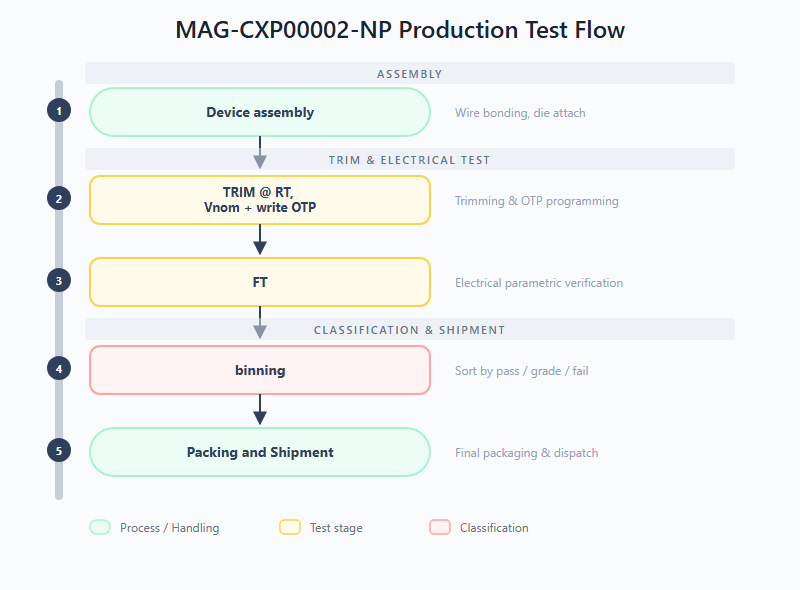 MAG-CXP00002-NP Production Test Flow
ASSEMBLY
1
Device assembly
Wire bonding, die attach
TRIM & ELECTRICAL TEST
2
TRIM @ RT,
Vnom + write OTP
Trimming & OTP programming
3
FT
Electrical parametric verification
CLASSIFICATION & SHIPMENT
4
binning
Sort by pass / grade / fail
5
Packing and Shipment
Final packaging & dispatch
Process / Handling
Test stage
Classification